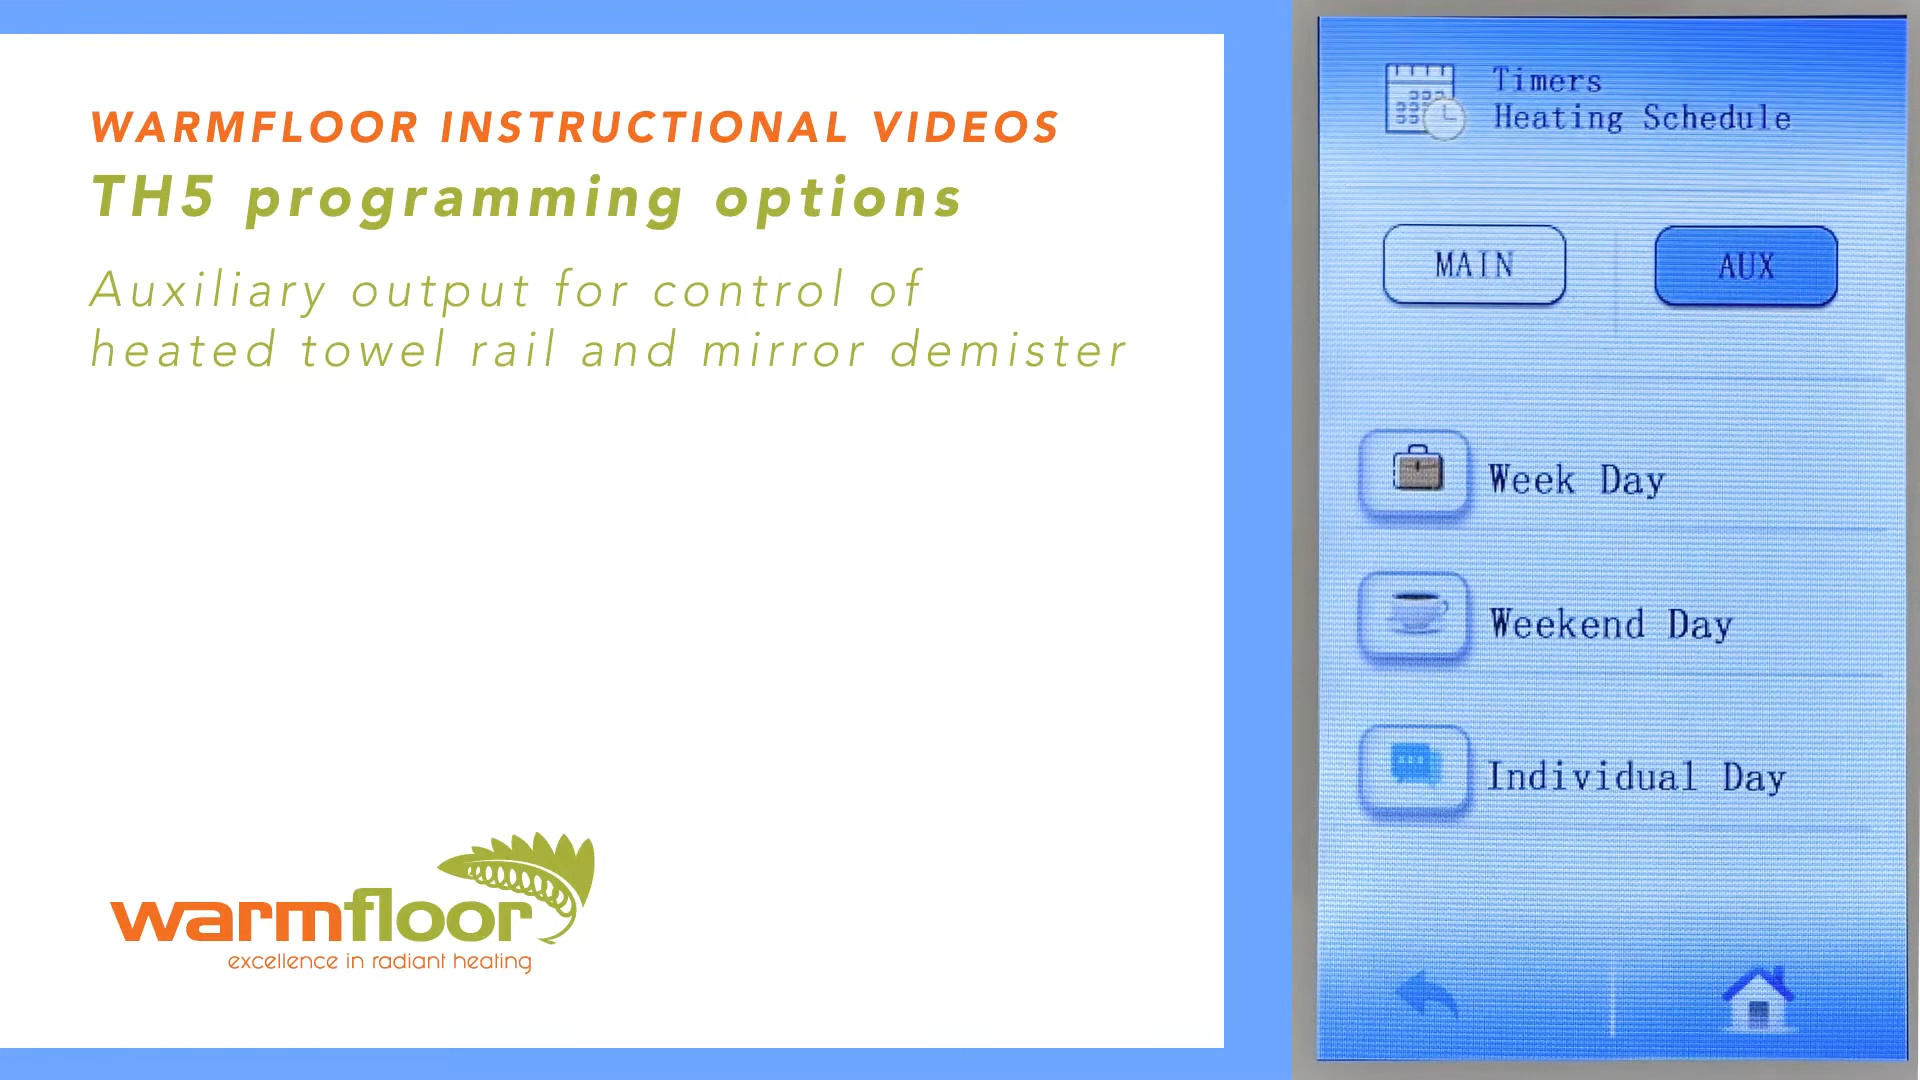 WARMFLOOR INSTRUCTIONAL VIDEOS
TH5 programming options
Auxiliary output for control of
heated towel rail and mirror demister
warmfloor
excellence in radiant heating
Timers
Heating Schedule
MAIN
AUX
Week Day
Weekend Day
Individual Day